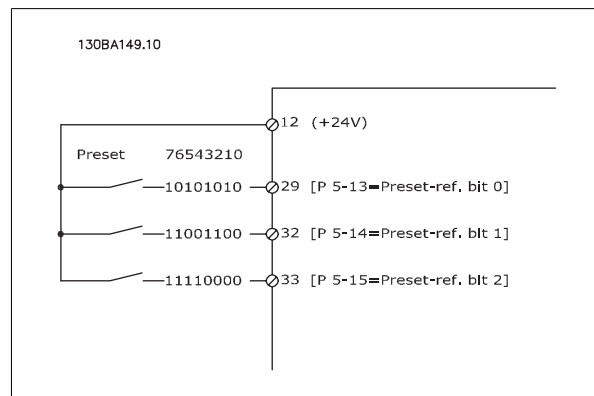 130BA149.10
12 (+24V)
Preset 76543210
10101010 29 [P 5-13=Preset-ref. bit 0]
11001100 32 [P 5-14=Preset-ref. bit 1]
11110000 33 [P 5-15=Preset-ref. bit 2]